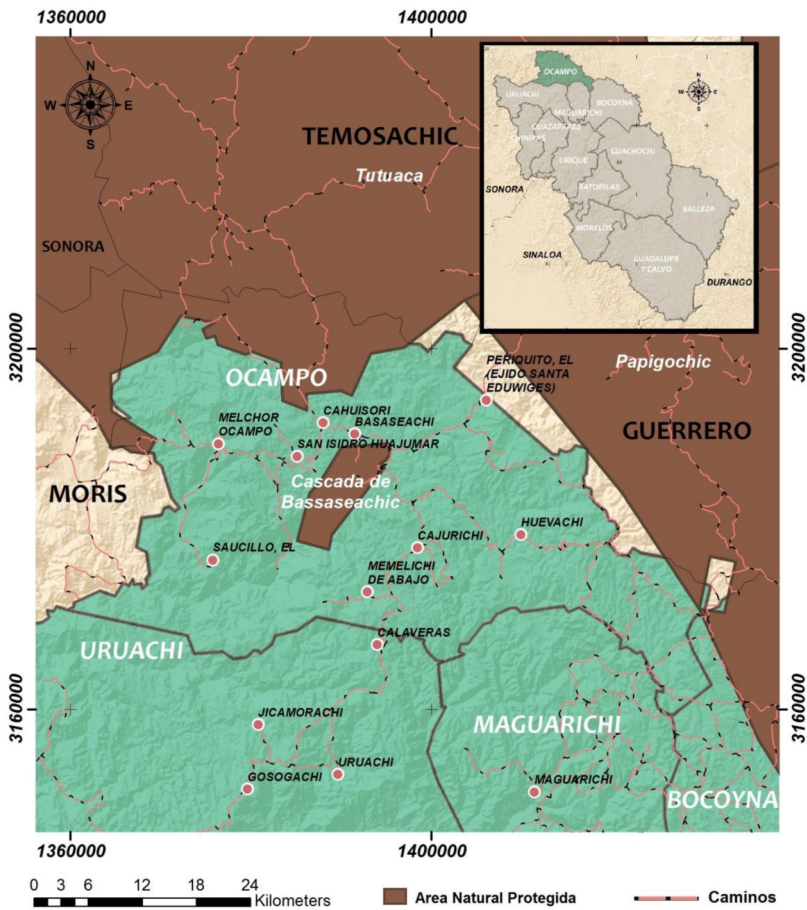 1360000
1400000
N
W
E
S
TEMOSACHIC
Tutuaca
SONORA
OCAMPO
URUACHI
BOCOYNA
MAGUARICHI
GUAZAPARES
CHINIPAS
GUACHOCHI
URIQUE
SONORA
BATOPILAS
BALLEZA
MORELOS
SINALOA
GUADALUPE
Y CALVO
DURANGO
3200000
3200000
PERIQUITO, EL
(EJIDO SANTA
EDUWIGES)
Papigochic
OCAMPO
MELCHOR
OCAMPO
CAHUISORI
BASASEACHI
GUERRERO
SAN ISIDRO HUAJUMAR
MORIS
Cascada de
Bassaseachic
HUEVACHI
CAJURICHI
SAUCILLO, EL
MEMELICHI
DE ABAJO
CALAVERAS
URUACHI
3160000
3160000
JICAMORACHI
MAGUARICHI
URUACHI
GOSOGACHI
MAGUARICHI
BOCOYNA
1360000
1400000
0 3 6 12 18 24
Kilometers
Area Natural Protegida
Caminos